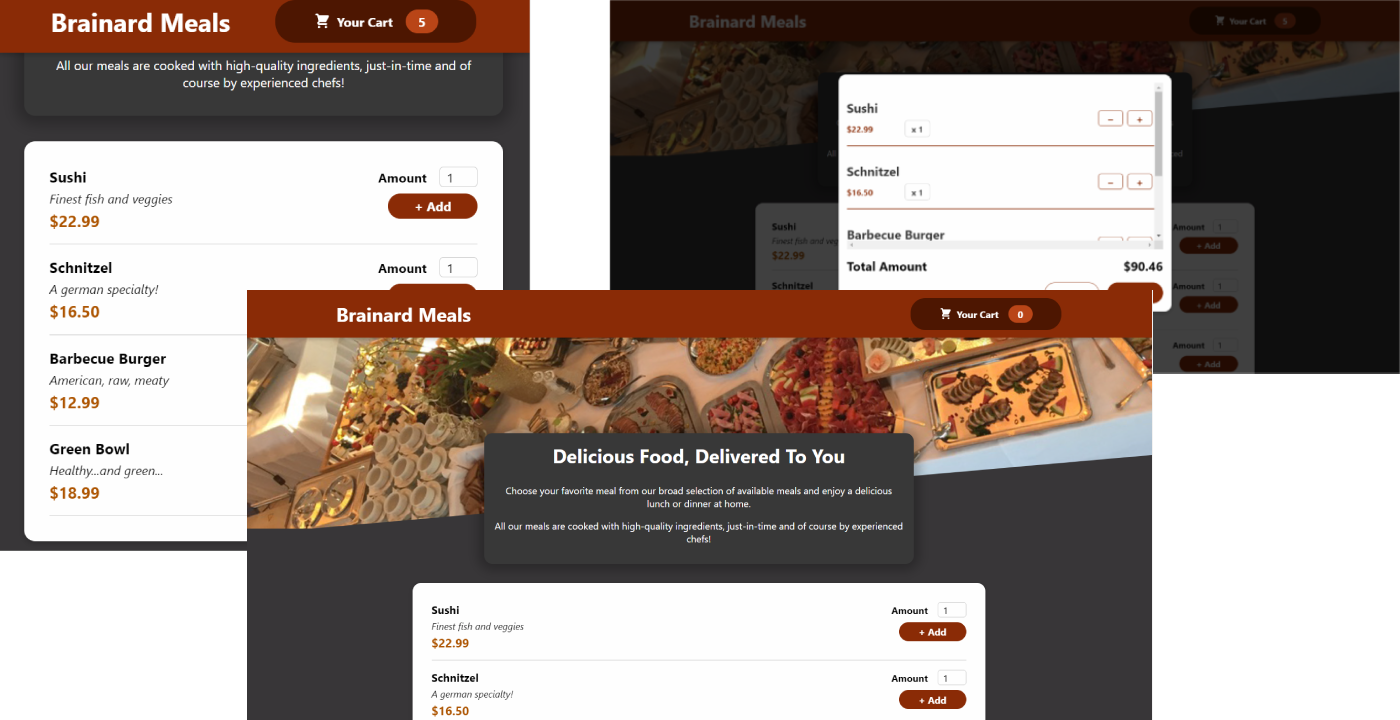 Brainard Meals
Your Cart 5
All our meals are cooked with high-quality ingredients, just-in-time and of
course by experienced chefs!
Sushi
Amount 1
Finest fish and veggies
+ Add
$22.99
Schnitzel
Amount 1
A german specialty!
$16.50
Barbecue Burger
American, raw, meaty
$12.99
Green Bowl
Healthy...and green...
$18.99
Brainard Meals
Your Cart 5
Sushi
$22.99
x 1
−
+
Schnitzel
$16.50
x 1
−
+
Barbecue Burger
Total Amount
$90.46
All
ed
Sushi
Finest fish and veg
$22.99
Schnitzel
Amount 1
+ Add
Amount 1
+ Add
Amount 1
+ Add
Brainard Meals
Your Cart 0
Delicious Food, Delivered To You
Choose your favorite meal from our broad selection of available meals and enjoy a delicious
lunch or dinner at home.
All our meals are cooked with high-quality ingredients, just-in-time and of course by experienced
chefs!
Sushi
Amount 1
Finest fish and veggies
+ Add
$22.99
Schnitzel
Amount 1
A german specialty!
+ Add
$16.50